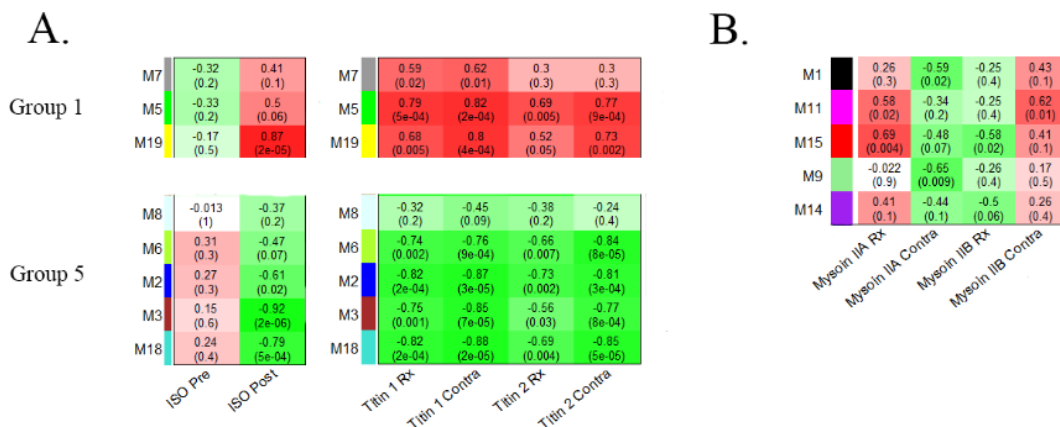 A.
B.
Group 1
M7 -0.32 0.41 0.59 0.62 0.3 0.3
(0.2) (0.1) (0.02) (0.01) (0.3) (0.3)
M5 -0.33 0.5 0.79 0.82 0.69 0.77
(0.2) (0.06) (5e-04) (2e-04) (0.005) (9e-04)
M19 -0.17 0.87 0.68 0.8 0.52 0.73
(0.5) (2e-05) (0.005) (4e-04) (0.05) (0.002)
Group 5
M8 -0.013 -0.37 -0.32 -0.45 -0.38 -0.24
(1) (0.2) (0.2) (0.09) (0.2) (0.4)
M6 0.31 -0.47 -0.74 -0.76 -0.66 -0.84
(0.3) (0.07) (0.002) (9e-04) (0.007) (8e-05)
M2 0.27 -0.61 -0.82 -0.87 -0.73 -0.81
(0.3) (0.02) (2e-04) (3e-05) (0.002) (3e-04)
M3 0.15 -0.92 -0.75 -0.85 -0.56 -0.77
(0.6) (2e-06) (0.001) (7e-05) (0.03) (8e-04)
M18 0.24 -0.79 -0.82 -0.88 -0.69 -0.85
(0.4) (5e-04) (2e-04) (2e-05) (0.004) (5e-05)
ISO Pre
ISO Post
Titin 1 Rx
Titin 1 Contra
Titin 2 Rx
Titin 2 Contra
M1 0.26 -0.59 -0.25 0.43
(0.3) (0.02) (0.4) (0.1)
M11 0.58 -0.34 -0.25 0.62
(0.02) (0.2) (0.4) (0.01)
M15 0.69 -0.48 -0.58 0.41
(0.004) (0.07) (0.02) (0.1)
M9 -0.022 -0.65 -0.26 0.17
(0.9) (0.009) (0.4) (0.5)
M14 0.41 -0.44 -0.5 0.26
(0.1) (0.1) (0.06) (0.4)
Mysoin IIA Rx
Mysoin IIA Contra
Mysoin IIB Rx
Mysoin IIB Contra